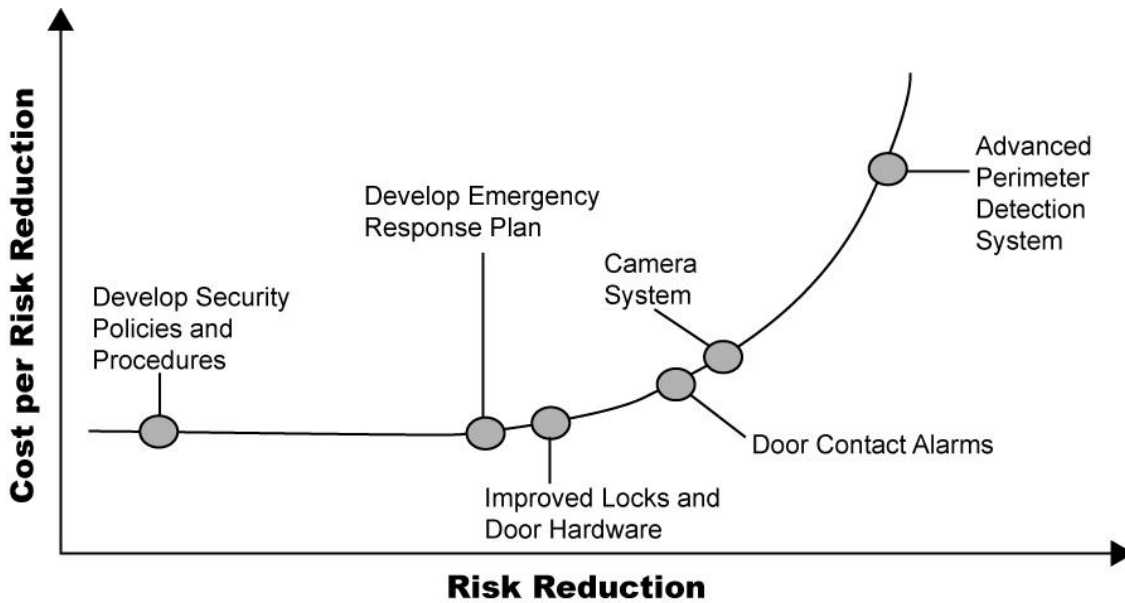 Cost per Risk Reduction
Develop Security
Policies and
Procedures
Develop Emergency
Response Plan
Improved Locks and
Door Hardware
Camera
System
Door Contact Alarms
Advanced
Perimeter
Detection
System
Risk Reduction